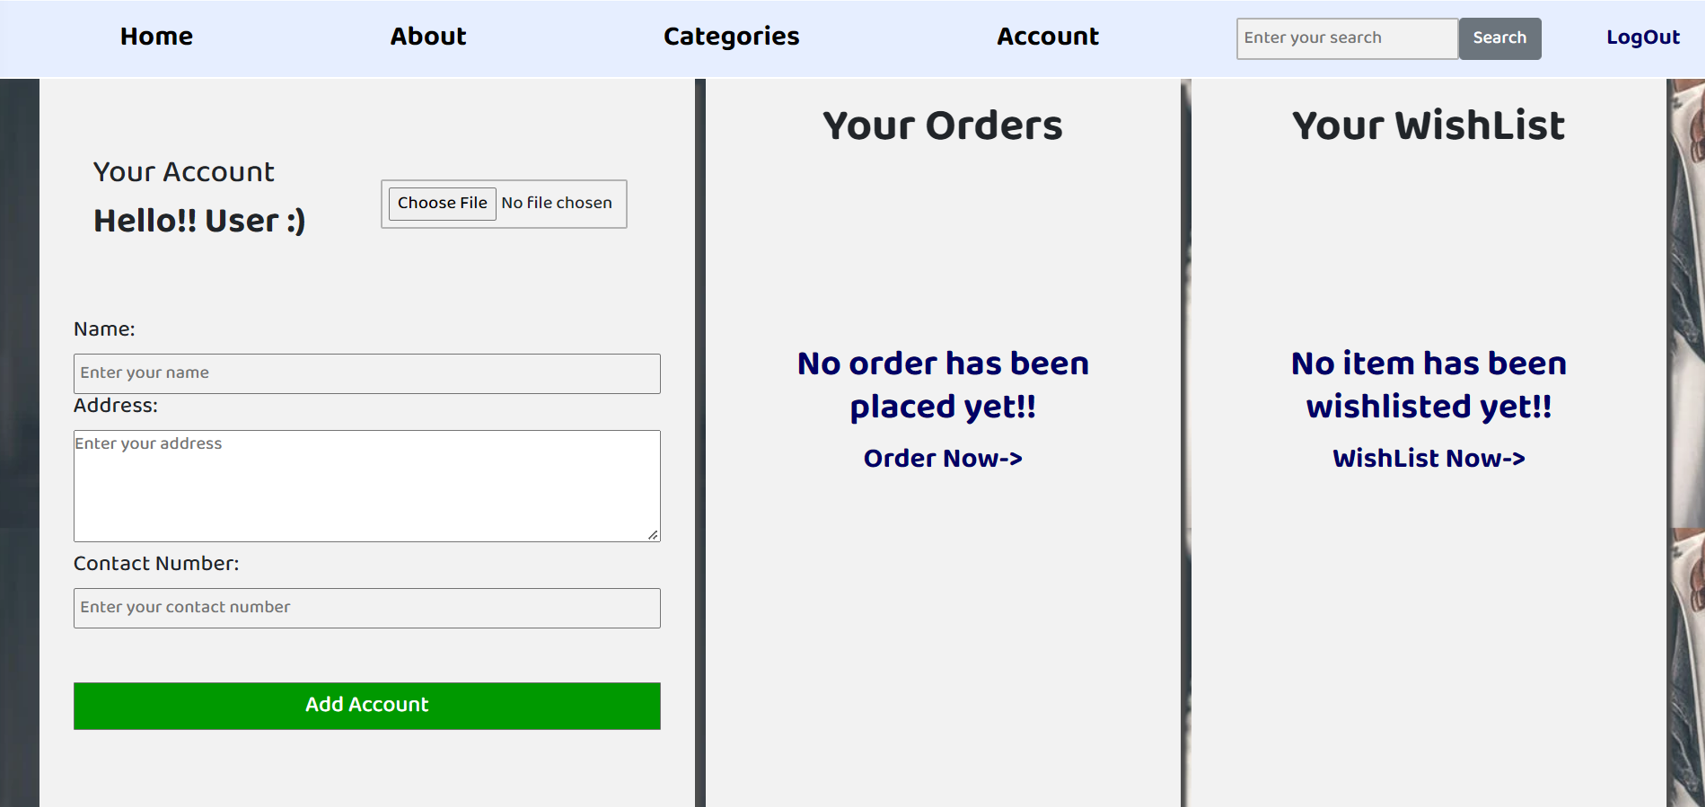 Home About Categories Account Enter your search Search LogOut
Your Account
Hello!! User :)
Choose File No file chosen
Name:
Enter your name
Address:
Enter your address
Contact Number:
Enter your contact number
Add Account
Your Orders
No order has been
placed yet!!
Order Now->
Your WishList
No item has been
wishlisted yet!!
WishList Now->